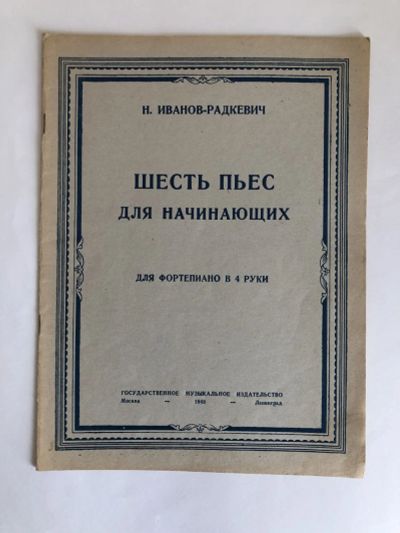 Н. ИВАНОВ-РАДКЕВИЧ
ШЕСТЬ ПЬЕС
ДЛЯ НАЧИНАЮЩИХ
ДЛЯ ФОРТЕПИАНО В 4 РУКИ
ГОСУДАРСТВЕННОЕ МУЗЫКАЛЬНОЕ ИЗДАТЕЛЬСТВО
Москва — — Ленинград